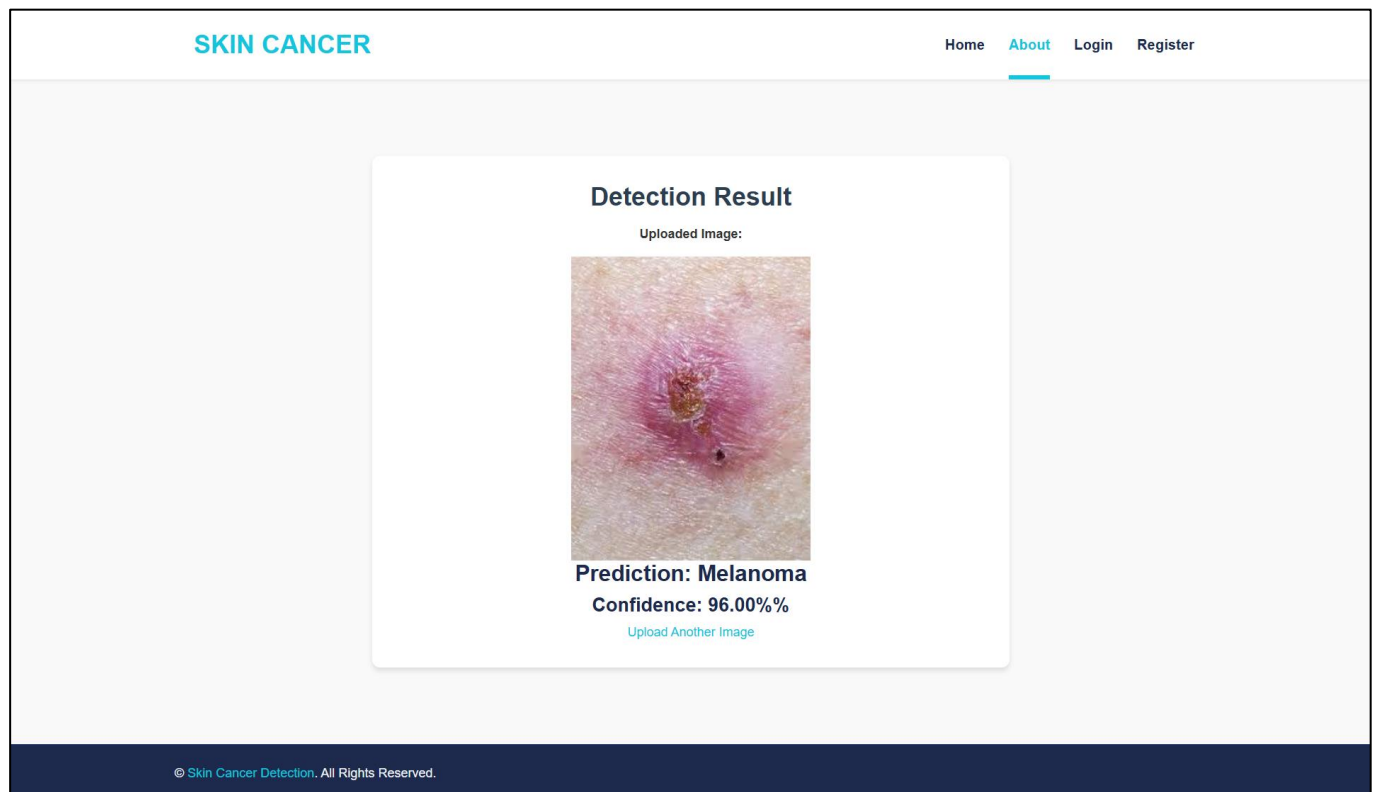 SKIN CANCER
Home About Login Register
Detection Result
Uploaded Image:
Prediction: Melanoma
Confidence: 96.00%%
Upload Another Image
© Skin Cancer Detection. All Rights Reserved.